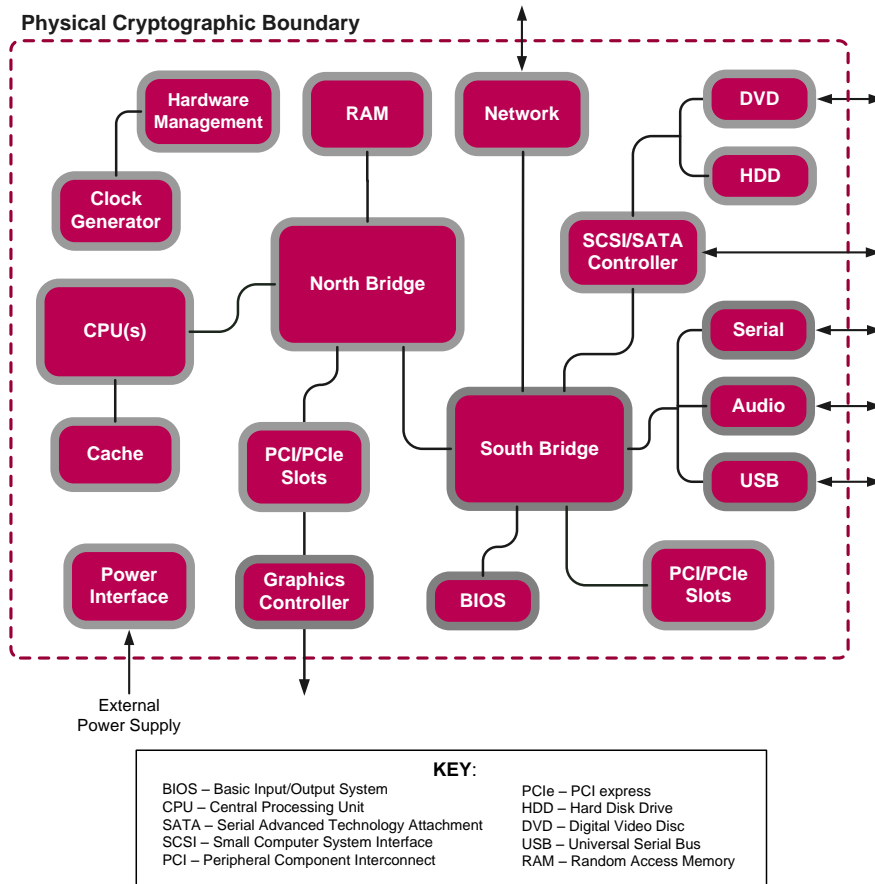 Physical Cryptographic Boundary
Hardware
Management
RAM
Network
DVD
HDD
Clock
Generator
North Bridge
SCSI/SATA
Controller
CPU(s)
Serial
Audio
Cache
PCI/PCIe
Slots
South Bridge
USB
Power
Interface
Graphics
Controller
BIOS
PCI/PCIe
Slots
External
Power Supply
KEY:
BIOS – Basic Input/Output System
CPU – Central Processing Unit
SATA – Serial Advanced Technology Attachment
SCSI – Small Computer System Interface
PCI – Peripheral Component Interconnect
PCIe – PCI express
HDD – Hard Disk Drive
DVD – Digital Video Disc
USB – Universal Serial Bus
RAM – Random Access Memory